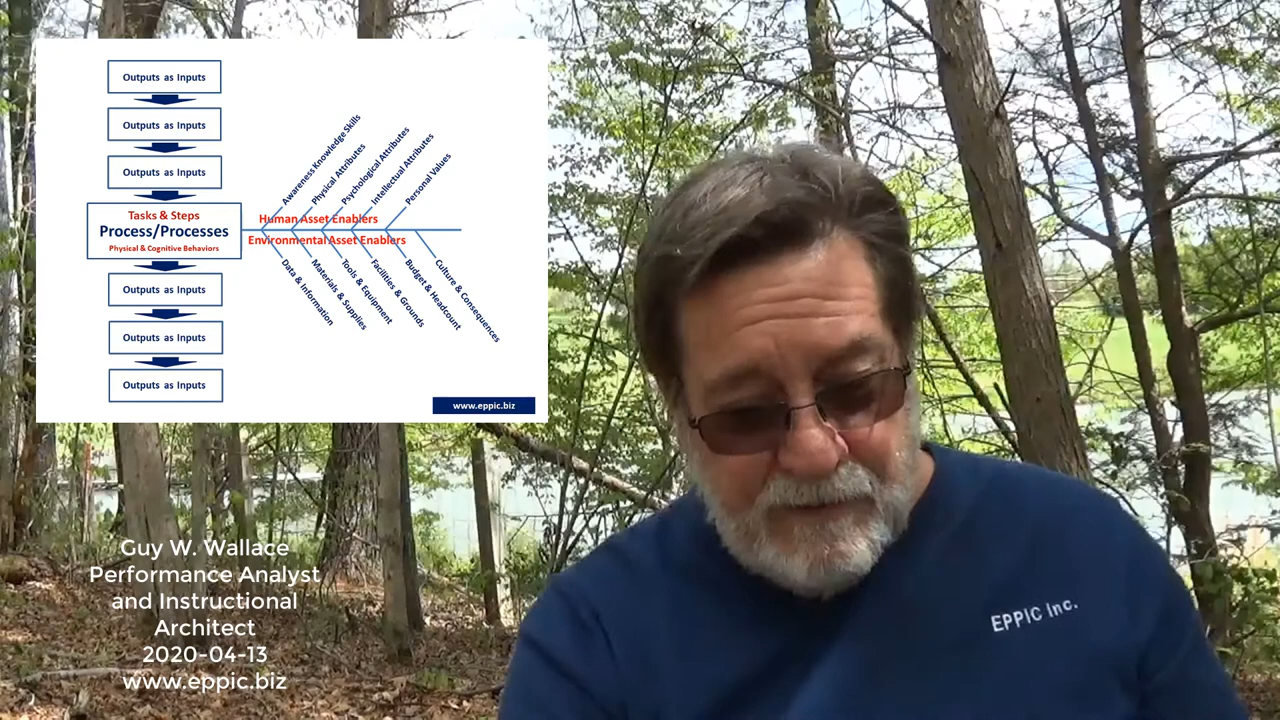 Outputs as Inputs
Outputs as Inputs
Outputs as Inputs
Tasks & Steps
Process/Processes
Physical & Cognitive Behaviors
Outputs as Inputs
Outputs as Inputs
Outputs as Inputs
Awareness Knowledge Skills
Physical Attributes
Psychological Attributes
Intellectual Attributes
Personal Values
Human Asset Enablers
Environmental Asset Enablers
Data & Information
Materials & Supplies
Tools & Equipment
Facilities & Grounds
Budget & Headcount
Culture & Consequences
www.eppic.biz
Guy W. Wallace
Performance Analyst
and Instructional
Architect
2020-04-13
www.eppic.biz
EPPIC Inc.